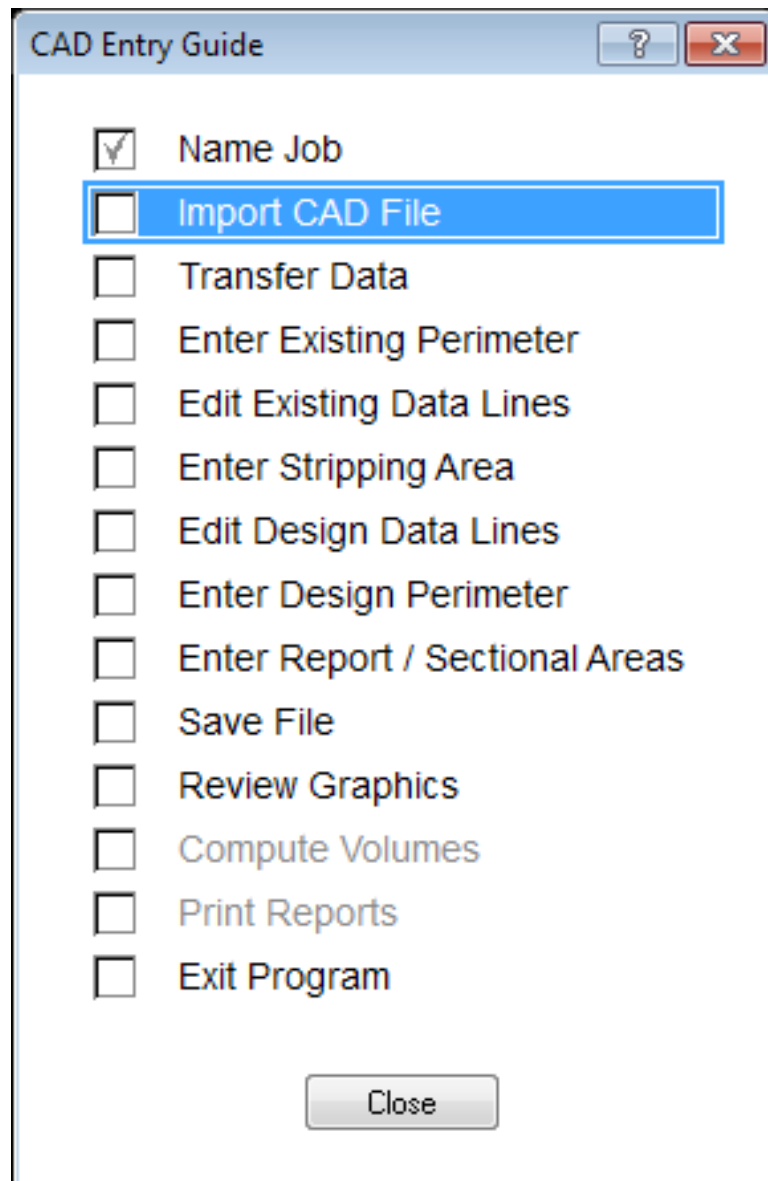 CAD Entry Guide
Name Job
Import CAD File
Transfer Data
Enter Existing Perimeter
Edit Existing Data Lines
Enter Stripping Area
Edit Design Data Lines
Enter Design Perimeter
Enter Report / Sectional Areas
Save File
Review Graphics
Compute Volumes
Print Reports
Exit Program
Close